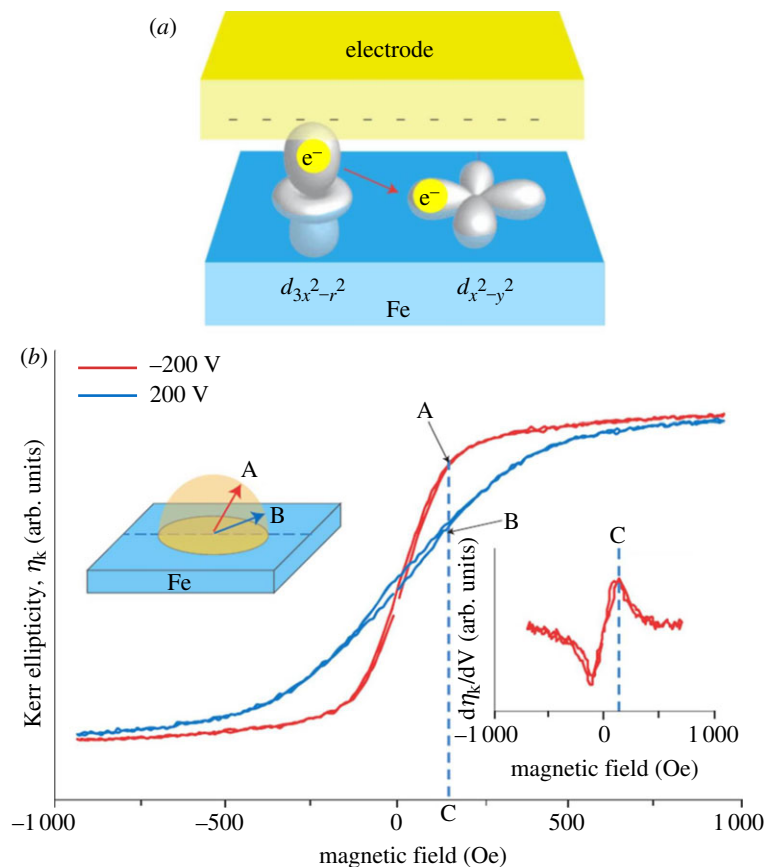 (a)
electrode
– – – – – – – – – –
e–
e–
d3x2–r2
dx2–y2
Fe
(b)
–200 V
200 V
A
B
A
B
Fe
C
Kerr ellipticity, ηk (arb. units)
dηk/dV (arb. units)
–1 000
0
1 000
magnetic field (Oe)
C
–1 000
–500
0
500
1 000
magnetic field (Oe)